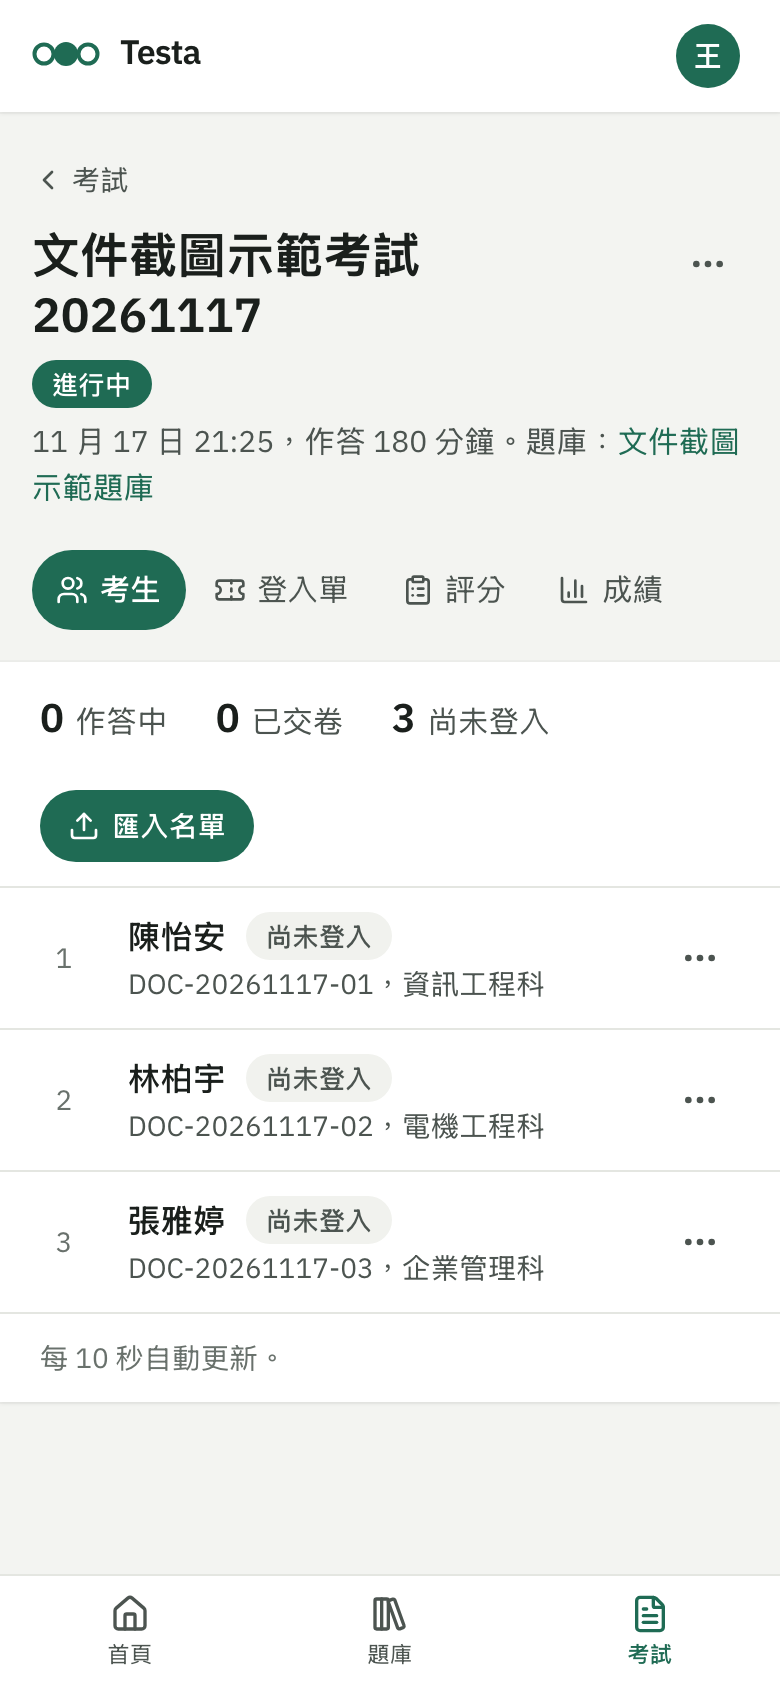 Testa
王
考試
文件截圖示範考試
20261117
進行中
11 月 17 日 21:25，作答 180 分鐘。題庫：文件截圖
示範題庫
考生 登入單 評分 成績
0 作答中 0 已交卷 3 尚未登入
匯入名單
1 陳怡安 尚未登入
DOC-20261117-01，資訊工程科
2 林柏宇 尚未登入
DOC-20261117-02，電機工程科
3 張雅婷 尚未登入
DOC-20261117-03，企業管理科
每 10 秒自動更新。
首頁 題庫 考試